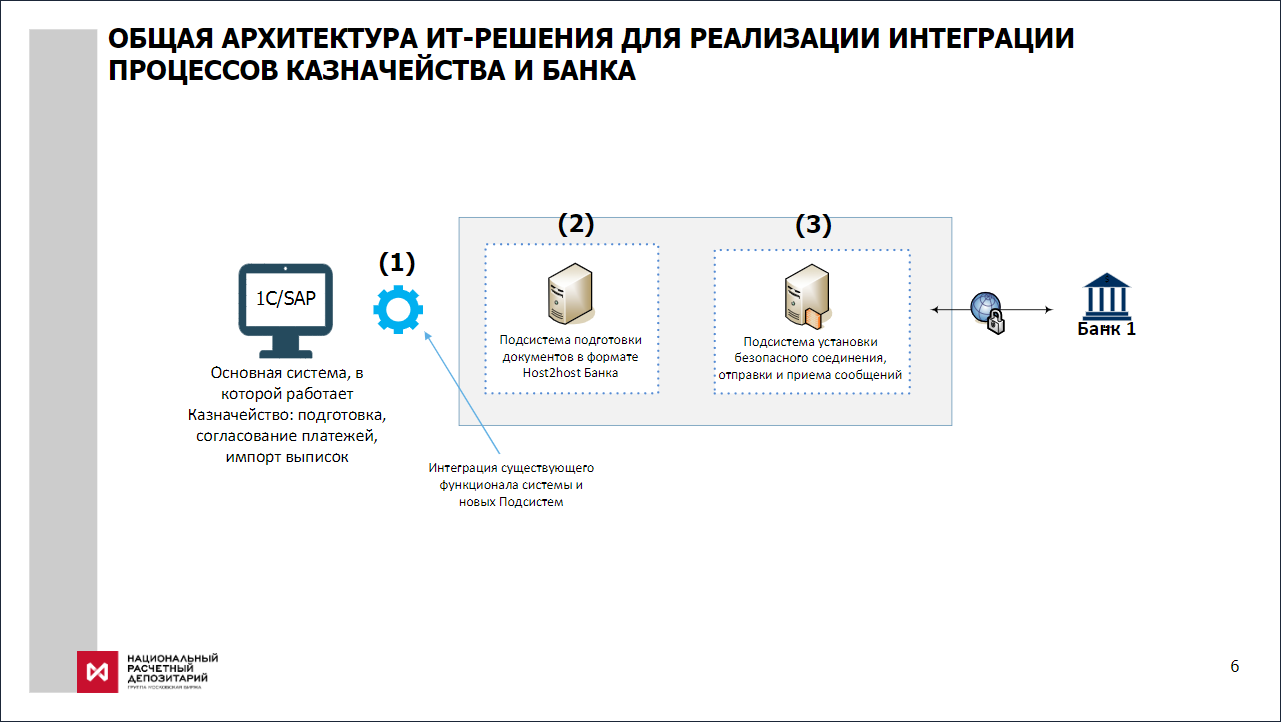 ОБЩАЯ АРХИТЕКТУРА ИТ-РЕШЕНИЯ ДЛЯ РЕАЛИЗАЦИИ ИНТЕГРАЦИИ
ПРОЦЕССОВ КАЗНАЧЕЙСТВА И БАНКА
(1)
(2)
(3)
1C/SAP
Основная система, в
которой работает
Казначейство: подготовка,
согласование платежей,
импорт выписок
Подсистема подготовки
документов в формате
Host2host Банка
Подсистема установки
безопасного соединения,
отправки и приема сообщений
Банк 1
Интеграция существующего
функционала системы и
новых Подсистем
НАЦИОНАЛЬНЫЙ
РАСЧЕТНЫЙ
ДЕПОЗИТАРИЙ
ГРУППА МОСКОВСКАЯ БИРЖА
6